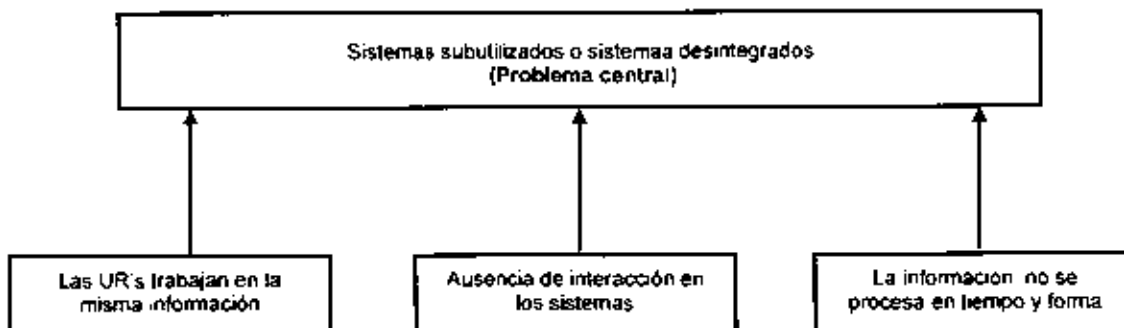 Sistemas subutilizados o sistemaa desintegrados
(Problema central)
Las UR's trabajan en la
misma información
Ausencia de interacción en
los sistemas
La información no se
procesa en tiempo y forma